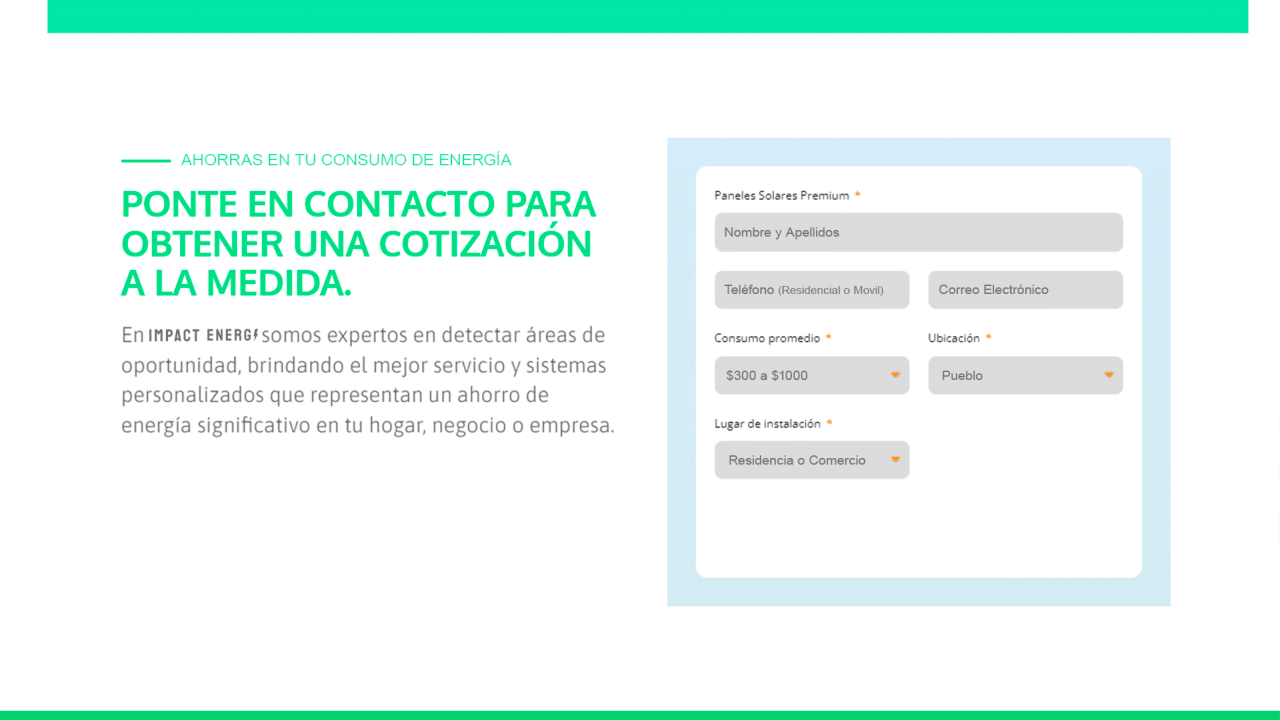 AHORRAS EN TU CONSUMO DE ENERGÍA
PONTE EN CONTACTO PARA
OBTENER UNA COTIZACIÓN
A LA MEDIDA.
En IMPACT ENERGY somos expertos en detectar áreas de
oportunidad, brindando el mejor servicio y sistemas
personalizados que representan un ahorro de
energía significativo en tu hogar, negocio o empresa.
Paneles Solares Premium *
Nombre y Apellidos
Teléfono (Residencial o Movil) Correo Electrónico
Consumo promedio * Ubicación *
$300 a $1000 Pueblo
Lugar de instalación *
Residencia o Comercio